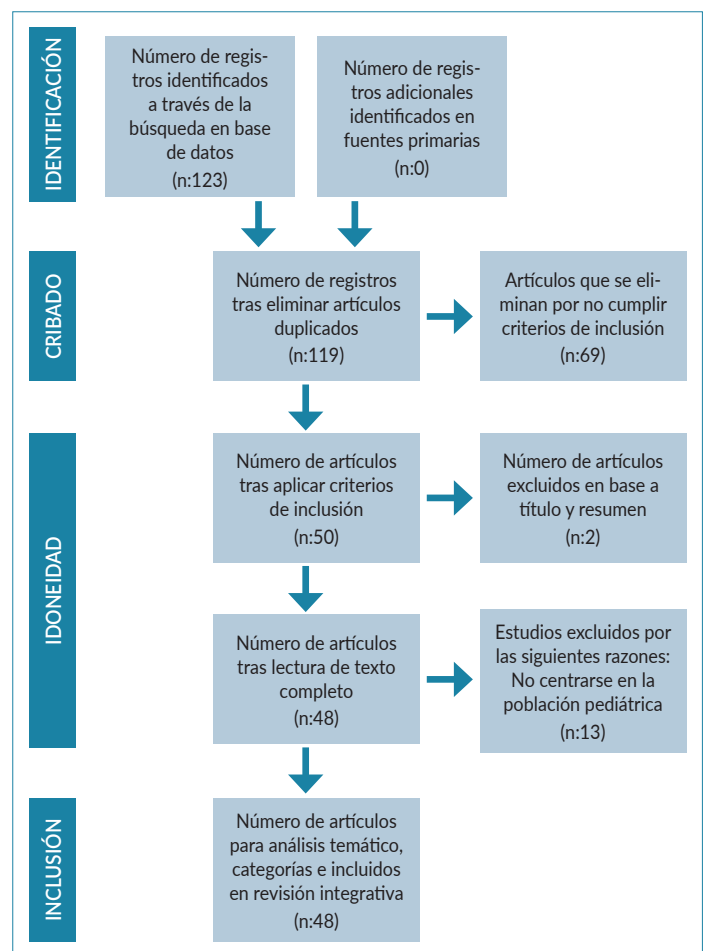 IDENTIFICACIÓN
Número de regis-
tros identificados
a través de la
búsqueda en base
de datos
(n:123)
Número de regis-
tros adicionales
identificados en
fuentes primarias
(n:0)
CRIBADO
Número de registros
tras eliminar artículos
duplicados
(n:119)
Artículos que se eli-
minan por no cumplir
criterios de inclusión
(n:69)
IDONEIDAD
Número de artículos
tras aplicar criterios
de inclusión
(n:50)
Número de artículos
excluidos en base a
título y resumen
(n:2)
Número de artículos
tras lectura de texto
completo
(n:48)
Estudios excluidos por
las siguientes razones:
No centrarse en la
población pediátrica
(n:13)
INCLUSIÓN
Número de artículos
para análisis temático,
categorías e incluidos
en revisión integrativa
(n:48)